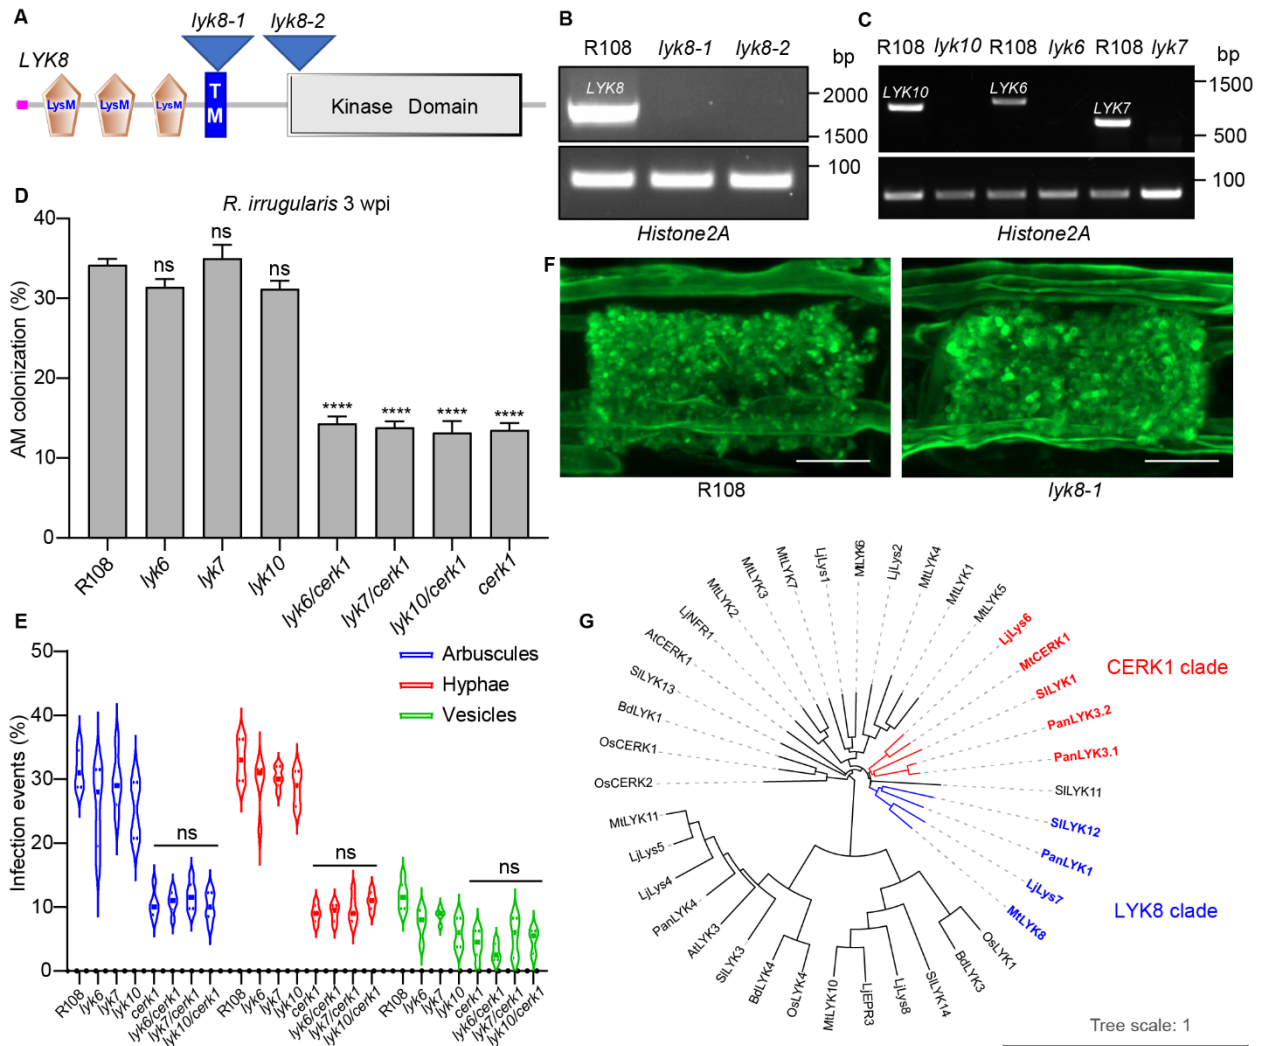 A
lyk8-1 lyk8-2
LYK8
LysM LysM LysM
TM
Kinase Domain
B
R108 lyk8-1 lyk8-2
bp
LYK8
2000
1500
100
Histone2A
C
R108 lyk10 R108 lyk6 R108 lyk7
bp
LYK10 LYK6 LYK7
1500
500
100
Histone2A
D
R. irrugularis 3 wpi
AM colonization (%)
40
30
20
10
0
ns ns ns **** **** **** ****
R108 lyk6 lyk7 lyk10 lyk6/cerk1 lyk7/cerk1 lyk10/cerk1 cerk1
F
R108
lyk8-1
E
Infection events (%)
50
40
30
20
10
0
Arbuscules
Hyphae
Vesicles
ns ns ns
R108 lyk6 lyk7 lyk10 cerk1 lyk6/cerk1 lyk7/cerk1 lyk10/cerk1 R108 lyk6 lyk7 lyk10 cerk1 lyk6/cerk1 lyk7/cerk1 lyk10/cerk1 R108 lyk6 lyk7 lyk10 cerk1 lyk6/cerk1 lyk7/cerk1 lyk10/cerk1
G
OsCERK2
OsCERK1
BdLYK1
SlLYK13
AtCERK1
LjNFR1
MtLYK2
MtLYK3
MtLYK7
LjLys1
MtLYK6
LjLys2
MtLYK4
MtLYK1
MtLYK5
LjLys6
MtCERK1
SlLYK1
PanLYK3.2
PanLYK3.1
CERK1 clade
SlLYK11
SlLYK12
PanLYK1
LjLys7
MtLYK8
LYK8 clade
OsLYK1
BdLYK3
SlLYK14
LjLys8
LjEPR3
MtLYK10
OsLYK4
BdLYK4
SlLYK3
AtLYK3
PanLYK4
LjLys4
LjLys5
MtLYK11
Tree scale: 1